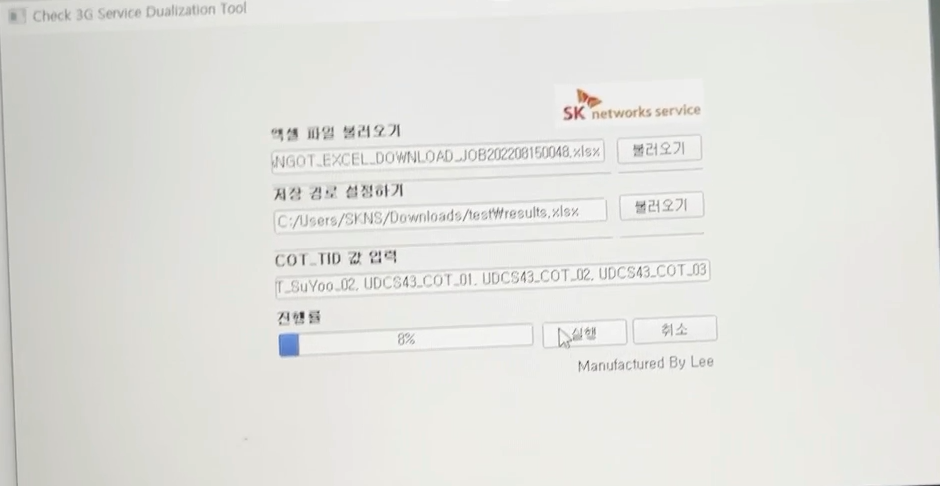 Check 3G Service Dualization Tool
SK networks service
엑셀 파일 불러오기
NGOT_EXCEL_DOWNLOAD_JOB202208150048.xlsx 불러오기
저장 경로 설정하기
C:/Users/SKNS/Downloads/test₩results.xlsx 불러오기
COT_TID 값 입력
T_SuYoo_02, UDCS43_COT_01, UDCS43_COT_02, UDCS43_COT_03
진행률
8% 실행 취소
Manufactured By Lee